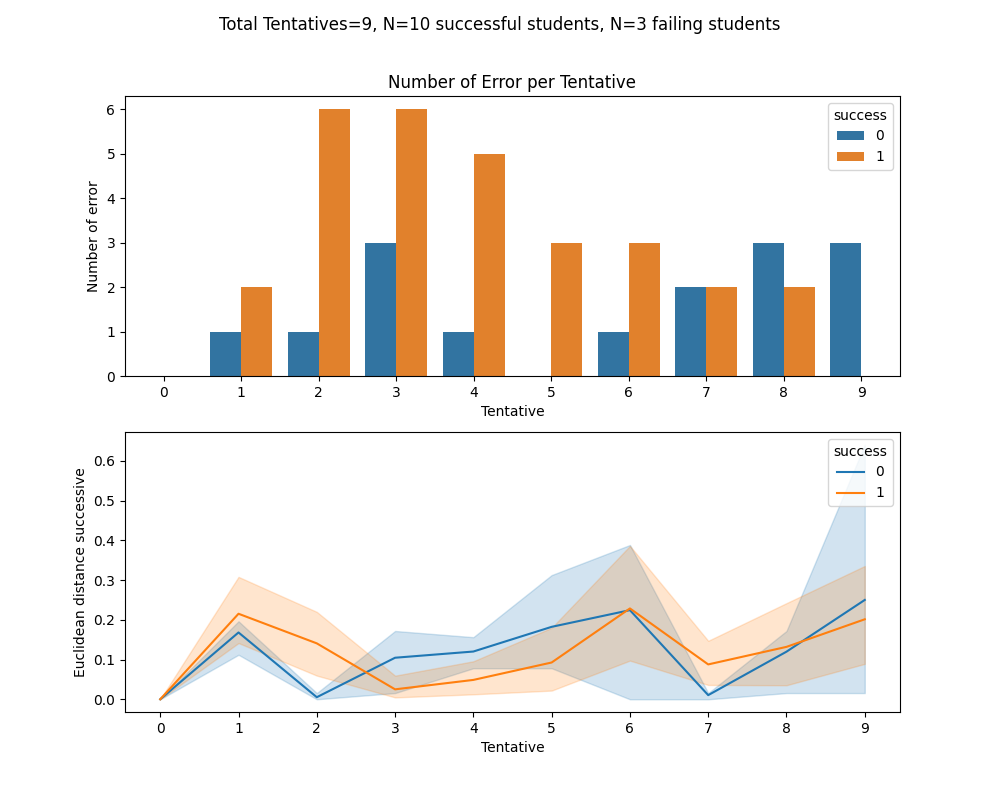 Total Tentatives=9, N=10 successful students, N=3 failing students
Number of Error per Tentative
Number of error
6
5
4
3
2
1
0
success
0
1
0 1 2 3 4 5 6 7 8 9
Tentative
Euclidean distance successive
0.6
0.5
0.4
0.3
0.2
0.1
0.0
success
0
1
0 1 2 3 4 5 6 7 8 9
Tentative